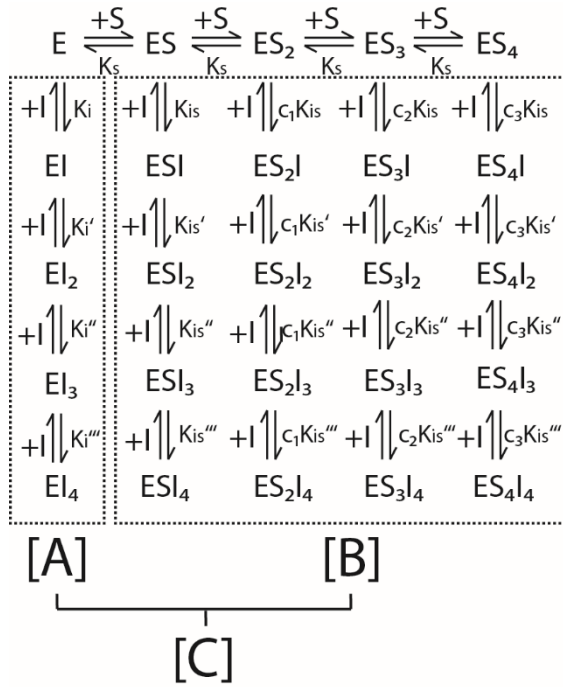 +S +S +S +S
E ES ES₂ ES₃ ES₄
Ks Ks Ks Ks
+I Ki +I Kis +I c₁Kis +I c₂Kis +I c₃Kis
EI ESI ES₂I ES₃I ES₄I
+I Ki' +I Kis' +I c₁Kis' +I c₂Kis' +I c₃Kis'
EI₂ ESI₂ ES₂I₂ ES₃I₂ ES₄I₂
+I Ki'' +I Kis'' +I c₁Kis'' +I c₂Kis'' +I c₃Kis''
EI₃ ESI₃ ES₂I₃ ES₃I₃ ES₄I₃
+I Ki''' +I Kis''' +I c₁Kis''' +I c₂Kis''' +I c₃Kis'''
EI₄ ESI₄ ES₂I₄ ES₃I₄ ES₄I₄
[A] [B]
[C]